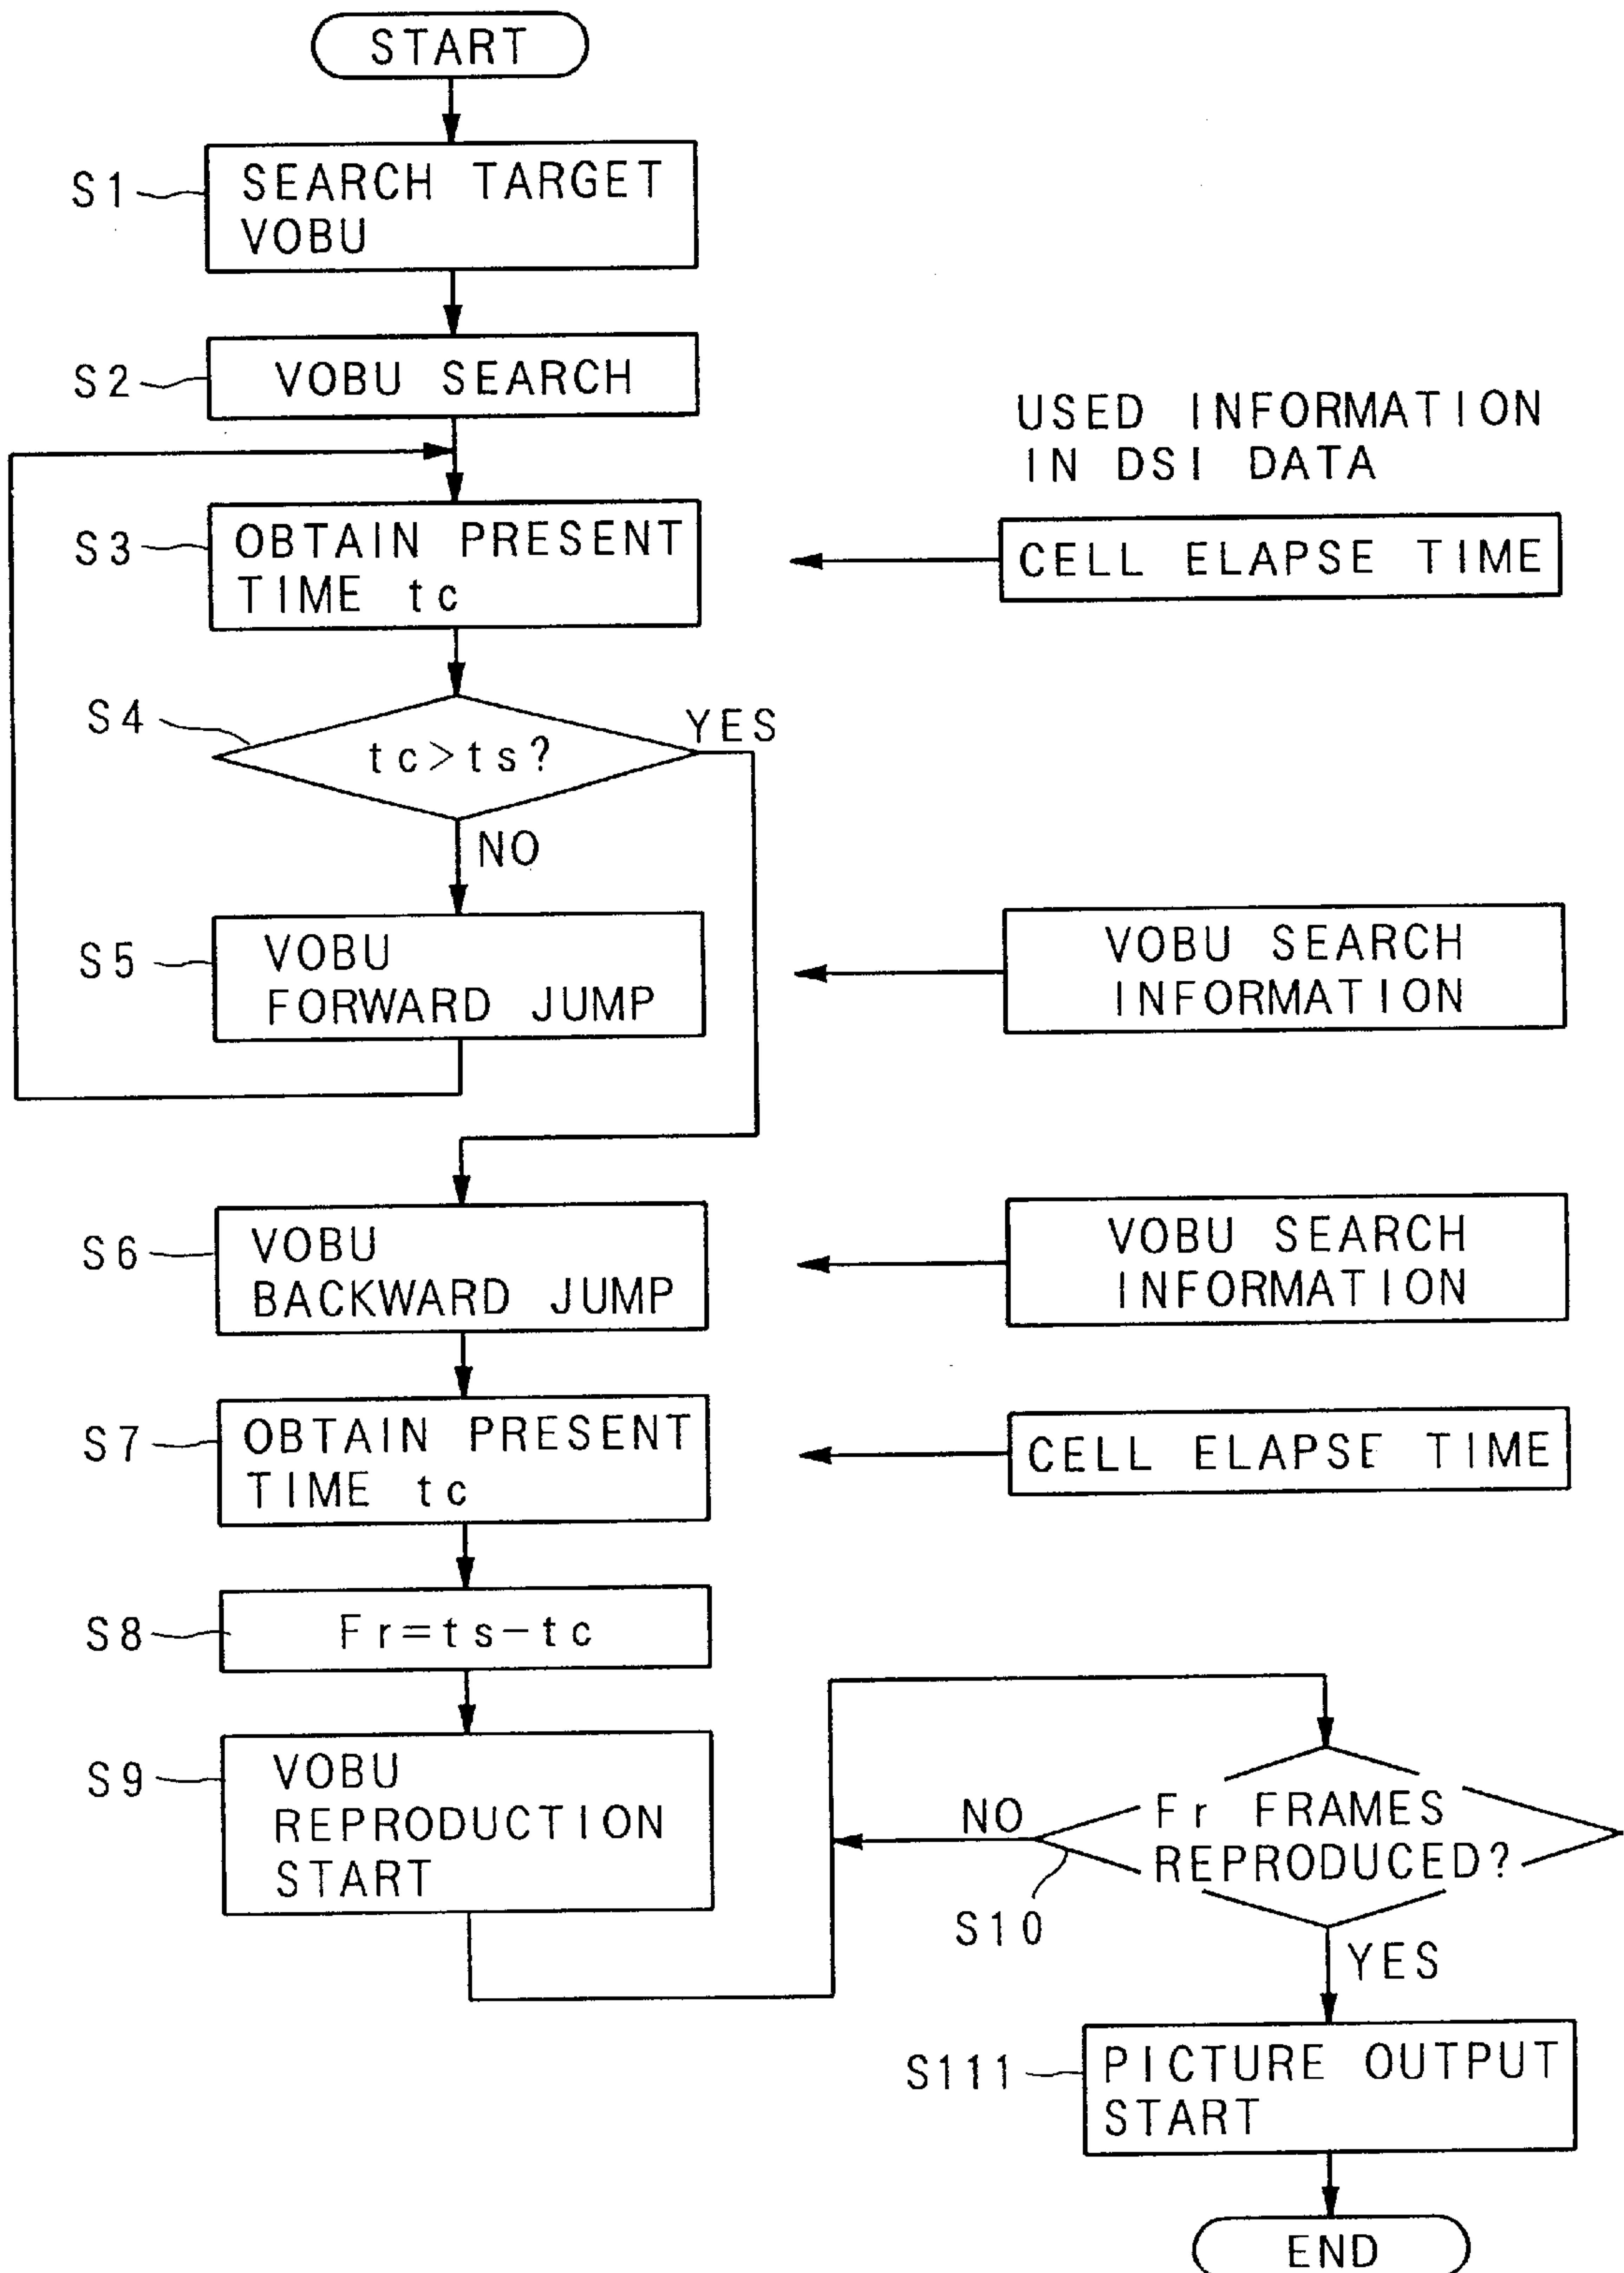 START
S1
SEARCH TARGET
VOBU
S2
VOBU SEARCH
USED INFORMATION
IN DSI DATA
S3
OBTAIN PRESENT
TIME tc
CELL ELAPSE TIME
S4
tc>ts?
YES
NO
S5
VOBU
FORWARD JUMP
VOBU SEARCH
INFORMATION
S6
VOBU
BACKWARD JUMP
VOBU SEARCH
INFORMATION
S7
OBTAIN PRESENT
TIME tc
CELL ELAPSE TIME
S8
Fr=ts-tc
S9
VOBU
REPRODUCTION
START
NO
Fr FRAMES
REPRODUCED?
S10
YES
S111
PICTURE OUTPUT
START
END